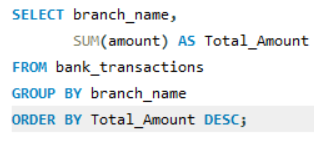 SELECT branch_name,
SUM(amount) AS Total_Amount
FROM bank_transactions
GROUP BY branch_name
ORDER BY Total_Amount DESC;